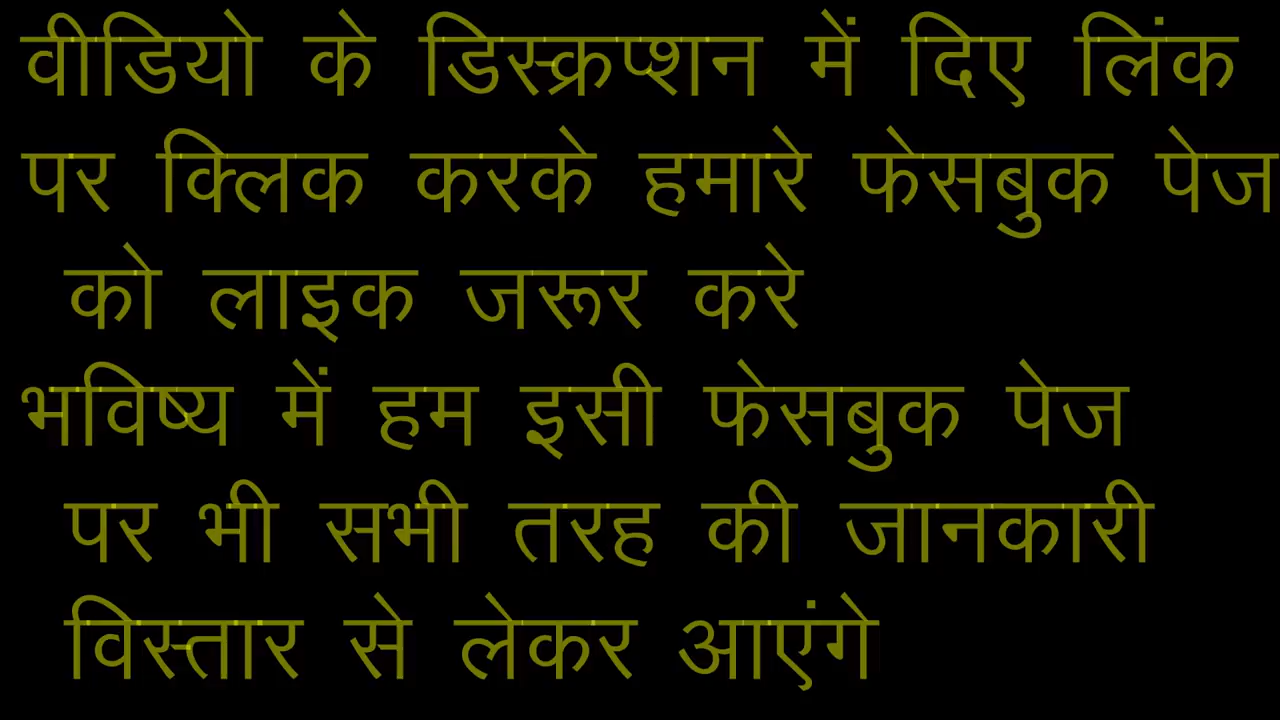 वीडियो के डिस्क्रप्शन में दिए लिंक
पर क्लिक करके हमारे फेसबुक पेज
को लाइक जरूर करे
भविष्य में हम इसी फेसबुक पेज
पर भी सभी तरह की जानकारी
विस्तार से लेकर आएंगे